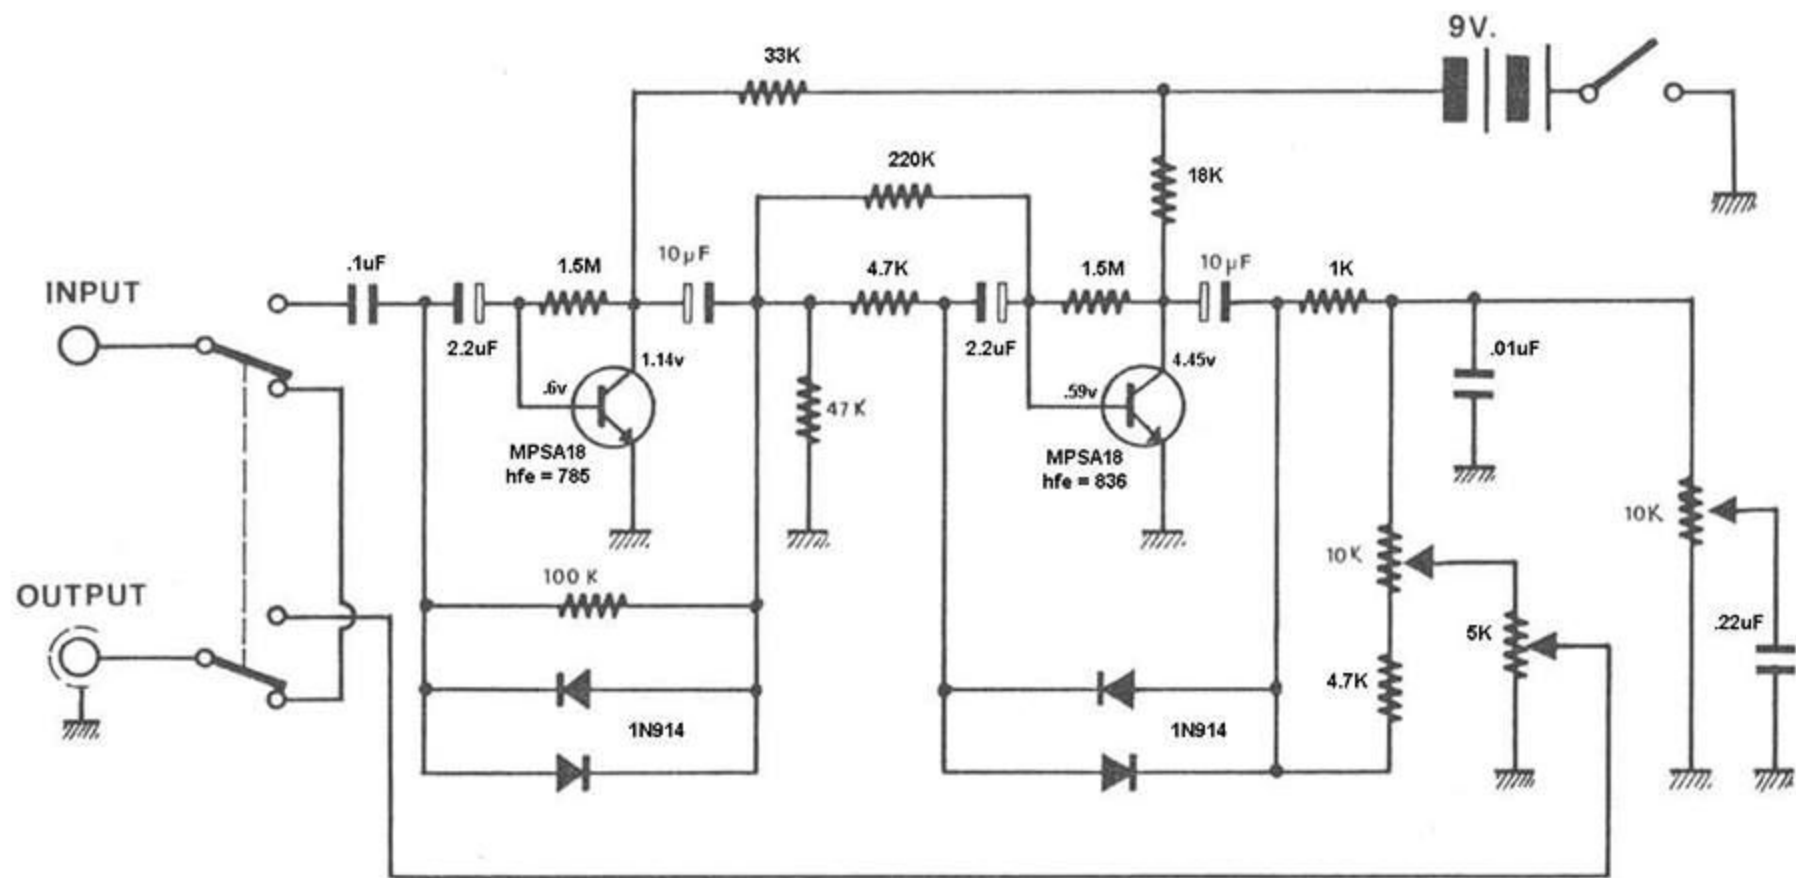 9V.
33K
220K
18K
.1uF
1.5M
10µF
4.7K
1.5M
10µF
1K
INPUT
2.2uF
1.14v
2.2uF
4.45v
.01uF
.6v
.59v
47K
MPSA18
hfe = 785
MPSA18
hfe = 836
10K
10K
100K
OUTPUT
5K
.22uF
4.7K
1N914
1N914